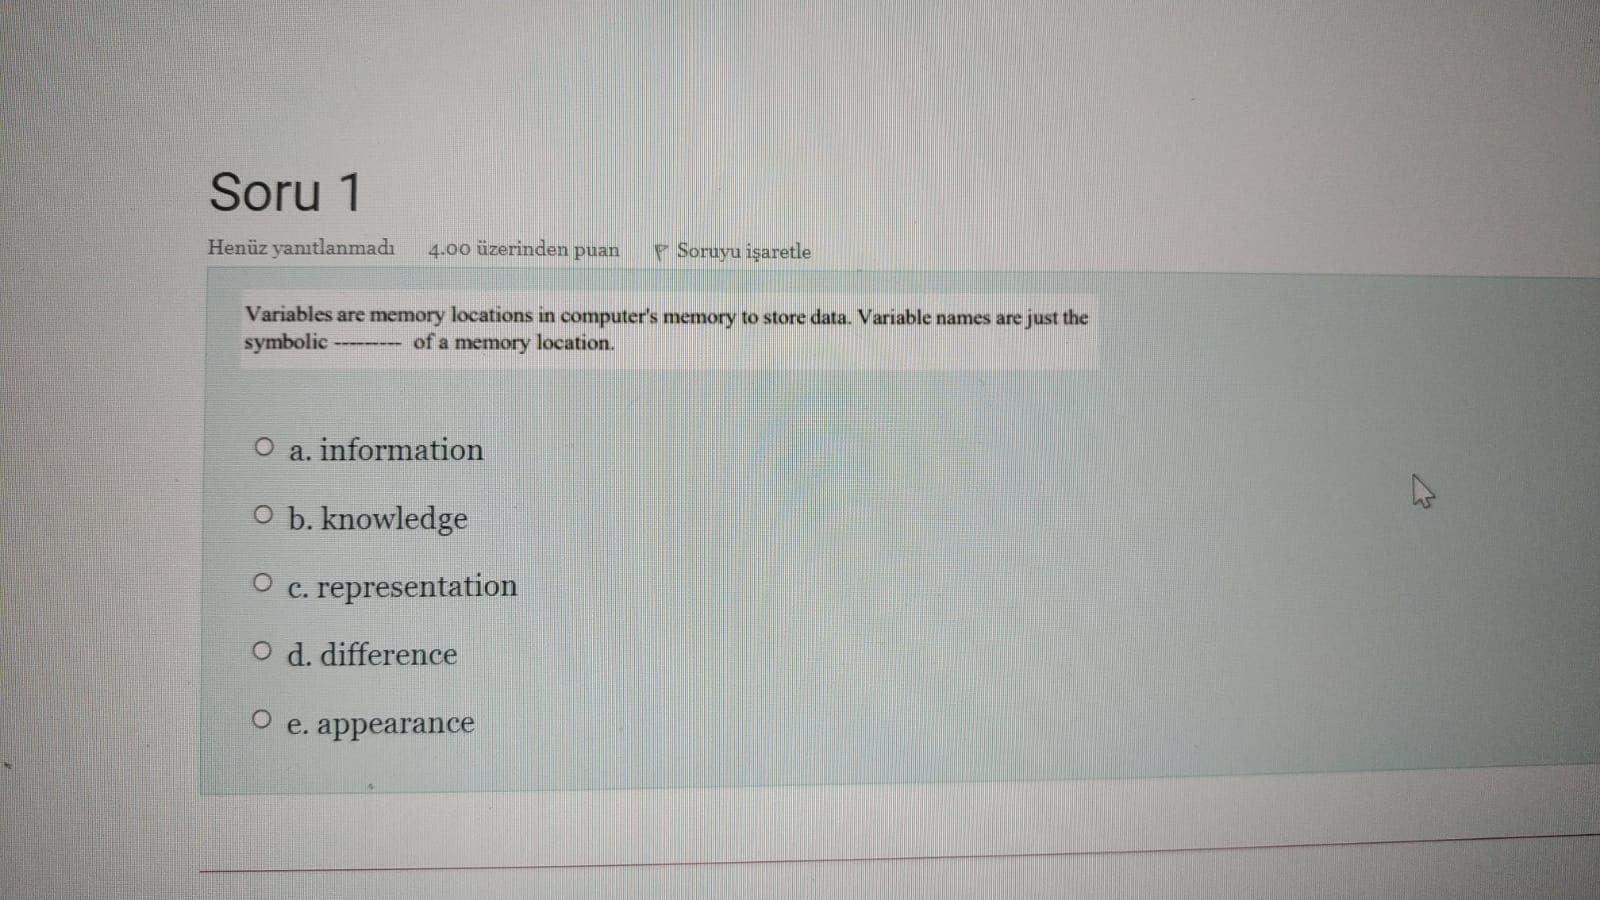 Soru 1
Henüz yanıtlanmadı 4.00 üzerinden puan Soruyu işaretle
Variables are memory locations in computer's memory to store data. Variable names are just the
symbolic --------- of a memory location.
a. information
b. knowledge
c. representation
d. difference
e. appearance